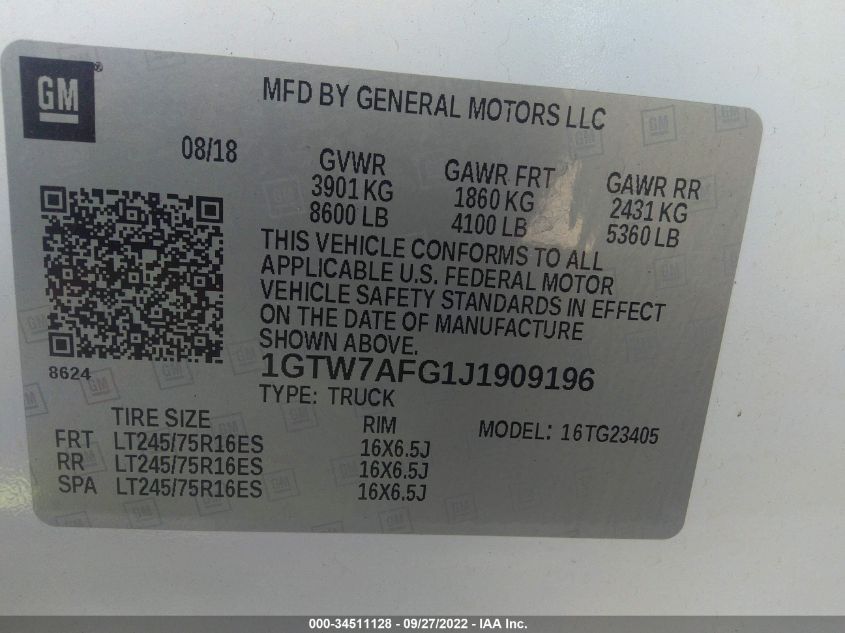 GM ®
MFD BY GENERAL MOTORS LLC
08/18
GVWR GAWR FRT GAWR RR
3901 KG 1860 KG 2431 KG
8600 LB 4100 LB 5360 LB
THIS VEHICLE CONFORMS TO ALL
APPLICABLE U.S. FEDERAL MOTOR
VEHICLE SAFETY STANDARDS IN EFFECT
ON THE DATE OF MANUFACTURE
SHOWN ABOVE.
8624
1GTW7AFG1J1909196
TYPE: TRUCK
TIRE SIZE RIM MODEL: 16TG23405
FRT LT245/75R16ES 16X6.5J
RR LT245/75R16ES 16X6.5J
SPA LT245/75R16ES 16X6.5J
000-34511128 - 09/27/2022 - IAA Inc.